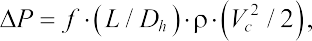 ΔP = f·(L / D_h)·ρ·(V_c^2 / 2),